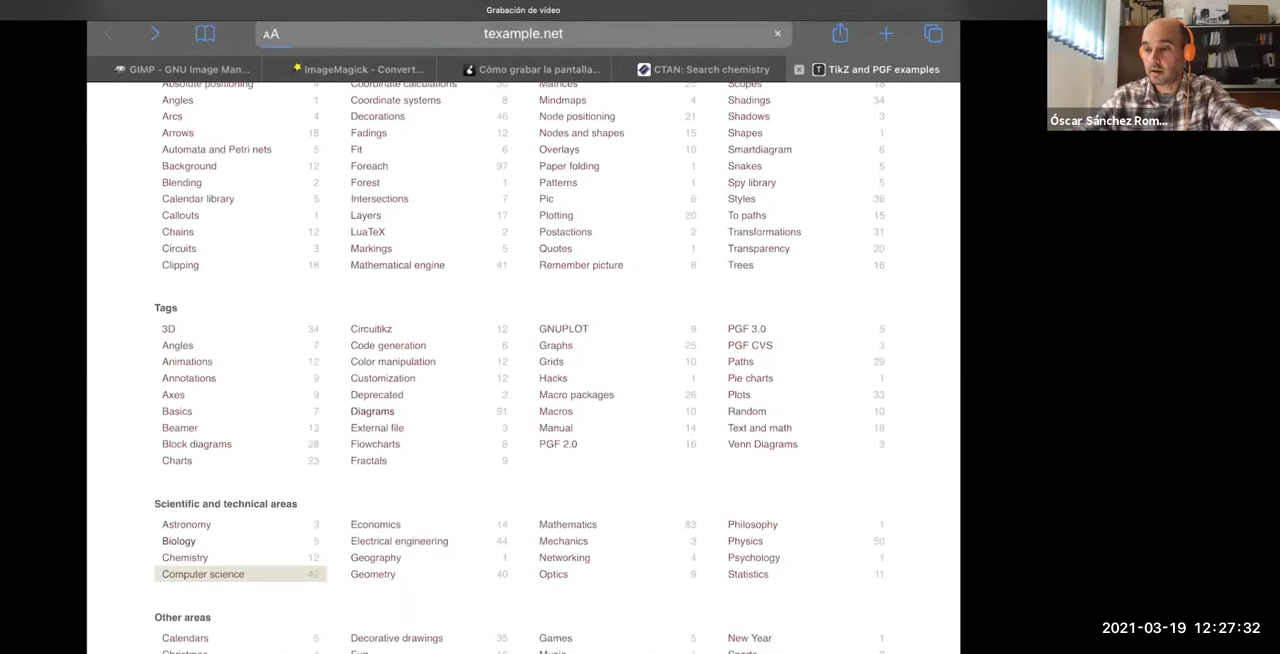 Grabación de vídeo
AA texample.net ×
GIMP - GNU Image Man... ImageMagick - Convert... Cómo grabar la pantalla... CTAN: Search chemistry T TikZ and PGF examples
Óscar Sánchez Rom...
Absolute positioning 4 Coordinate calculations Matrices Scopes
Angles 1 Coordinate systems 8 Mindmaps 4 Shadings 34
Arcs 4 Decorations 46 Node positioning 21 Shadows 3
Arrows 18 Fadings 12 Nodes and shapes 15 Shapes 1
Automata and Petri nets 5 Fit 6 Overlays 10 Smartdiagram 6
Background 12 Foreach 97 Paper folding 1 Snakes 5
Blending 2 Forest 1 Patterns 1 Spy library 5
Calendar library 5 Intersections 7 Pic 6 Styles 36
Callouts 1 Layers 17 Plotting 20 To paths 15
Chains 12 LuaTeX 2 Postactions 2 Transformations 31
Circuits 3 Markings 5 Quotes 1 Transparency 20
Clipping 18 Mathematical engine 41 Remember picture 8 Trees 16
Tags
3D 34 Circuitikz 12 GNUPLOT 9 PGF 3.0 5
Angles 7 Code generation 6 Graphs 25 PGF CVS 3
Animations 12 Color manipulation 12 Grids 10 Paths 29
Annotations 9 Customization 12 Hacks 1 Pie charts 1
Axes 9 Deprecated 2 Macro packages 26 Plots 33
Basics 7 Diagrams 91 Macros 10 Random 10
Beamer 13 External file 3 Manual 14 Text and math 18
Block diagrams 28 Flowcharts 8 PGF 2.0 16 Venn Diagrams 3
Charts 23 Fractals 9
Scientific and technical areas
Astronomy 3 Economics 14 Mathematics 83 Philosophy 1
Biology 5 Electrical engineering 44 Mechanics 3 Physics 50
Chemistry 12 Geography 1 Networking 4 Psychology 1
Computer science 42 Geometry 40 Optics 9 Statistics 11
Other areas
Calendars 5 Decorative drawings 35 Games 5 New Year 1
2021-03-19 12:27:32